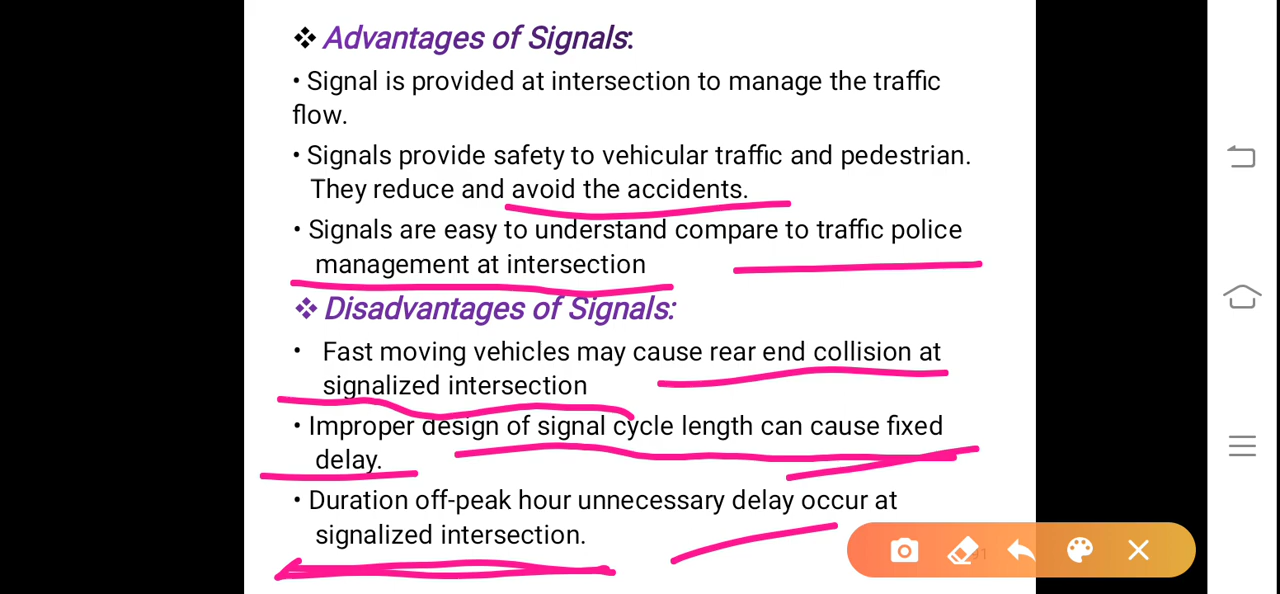 ❖ Advantages of Signals:
• Signal is provided at intersection to manage the traffic
flow.
• Signals provide safety to vehicular traffic and pedestrian.
They reduce and avoid the accidents.
• Signals are easy to understand compare to traffic police
management at intersection
❖ Disadvantages of Signals:
• Fast moving vehicles may cause rear end collision at
signalized intersection
• Improper design of signal cycle length can cause fixed
delay.
• Duration off-peak hour unnecessary delay occur at
signalized intersection.